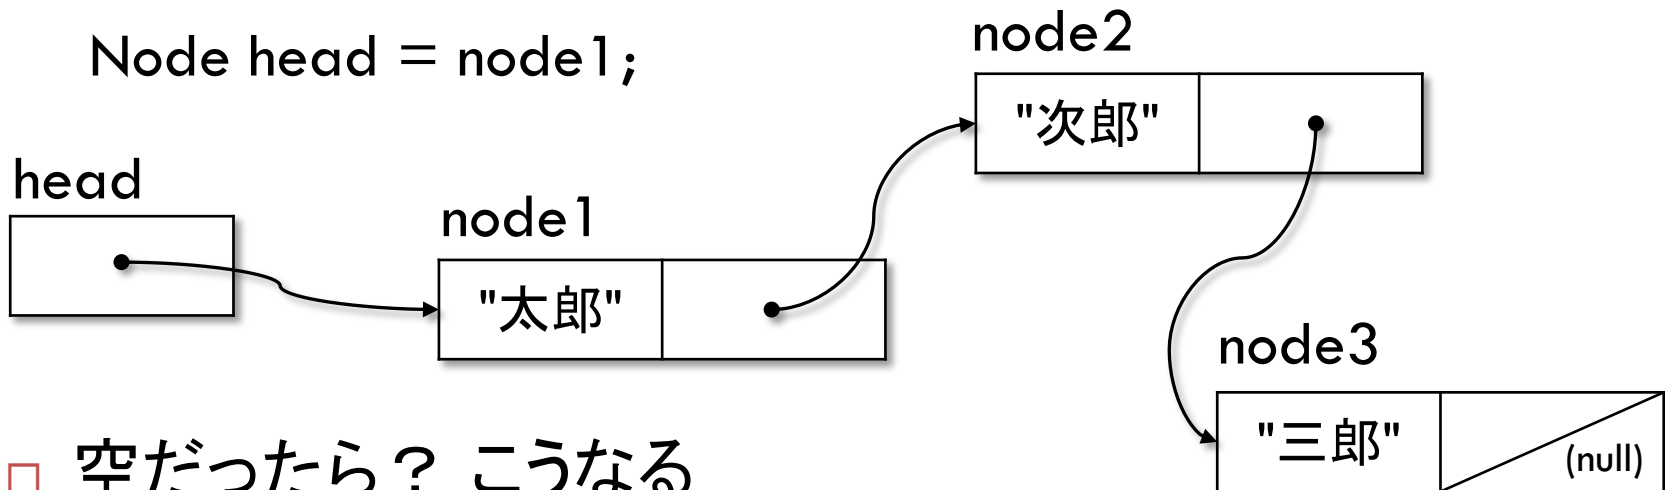 Node head = node1;
node2
"次郎"
head
node1
"太郎"
node3
"三郎"
(null)
空だったら？ こうなる